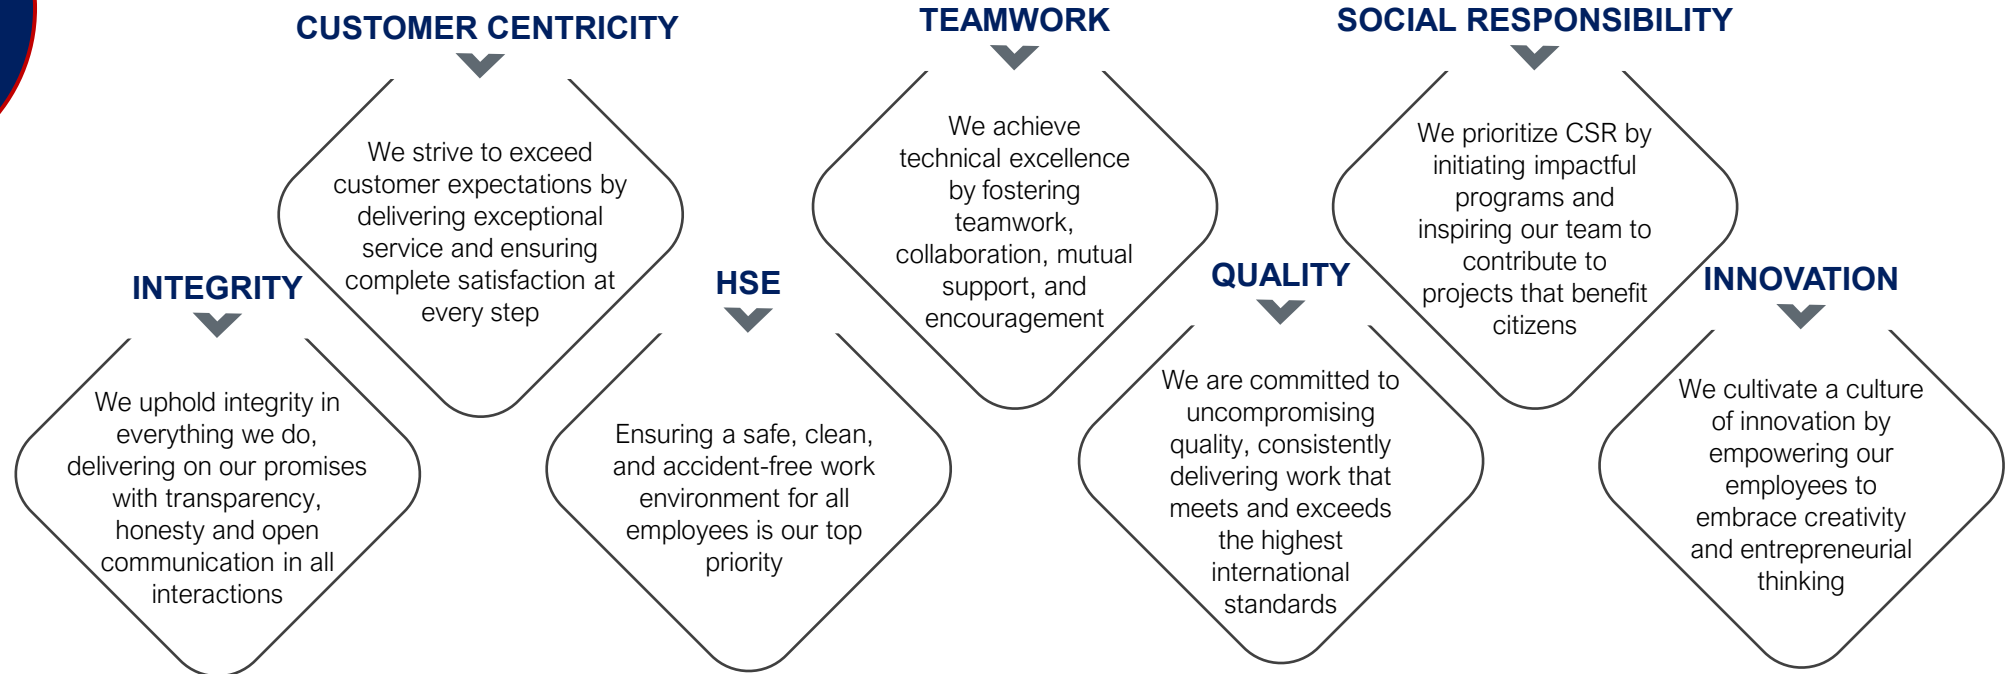 CUSTOMER CENTRICITY
We strive to exceed
customer expectations by
delivering exceptional
service and ensuring
complete satisfaction at
every step
TEAMWORK
We achieve
technical excellence
by fostering
teamwork,
collaboration, mutual
support, and
encouragement
SOCIAL RESPONSIBILITY
We prioritize CSR by
initiating impactful
programs and
inspiring our team to
contribute to
projects that benefit
citizens
INTEGRITY
We uphold integrity in
everything we do,
delivering on our promises
with transparency,
honesty and open
communication in all
interactions
HSE
Ensuring a safe, clean,
and accident-free work
environment for all
employees is our top
priority
QUALITY
We are committed to
uncompromising
quality, consistently
delivering work that
meets and exceeds
the highest
international
standards
INNOVATION
We cultivate a culture
of innovation by
empowering our
employees to
embrace creativity
and entrepreneurial
thinking